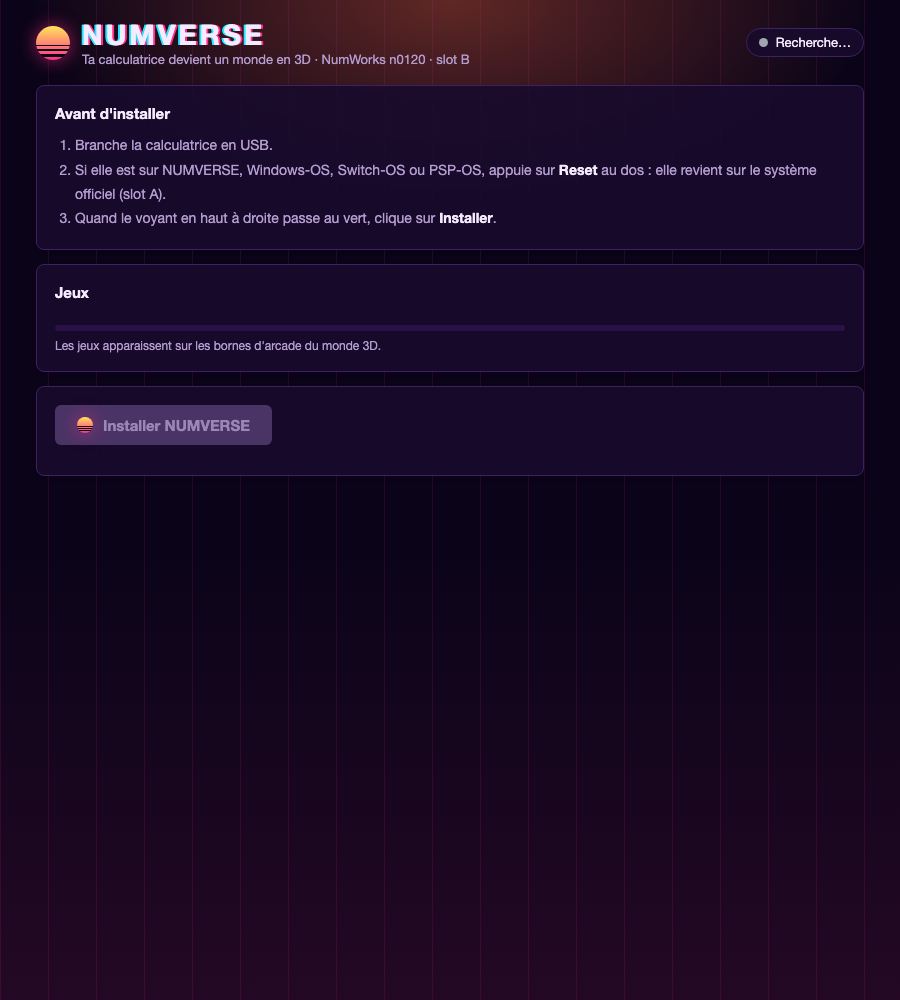 NUMVERSE
Ta calculatrice devient un monde en 3D · NumWorks n0120 · slot B
Recherche…
Avant d'installer
1. Branche la calculatrice en USB.
2. Si elle est sur NUMVERSE, Windows-OS, Switch-OS ou PSP-OS, appuie sur Reset au dos : elle revient sur le système
officiel (slot A).
3. Quand le voyant en haut à droite passe au vert, clique sur Installer.
Jeux
Les jeux apparaissent sur les bornes d'arcade du monde 3D.
Installer NUMVERSE